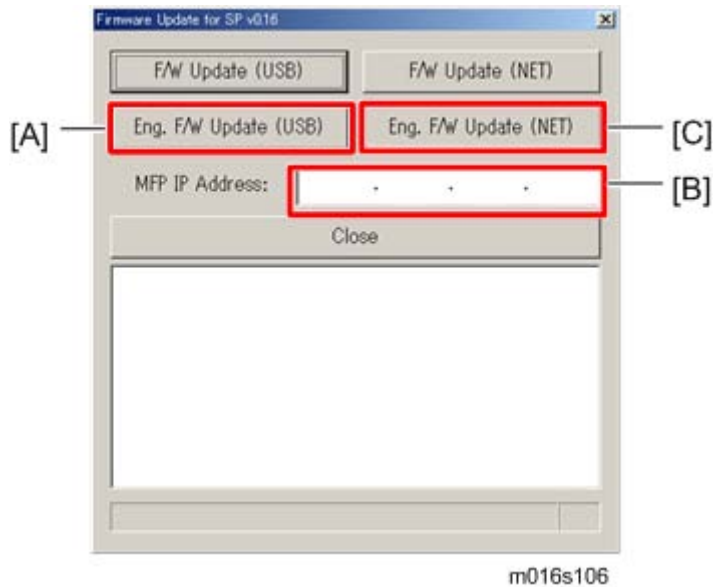 Firmware Update for SP v0.16
F/W Update (USB) F/W Update (NET)
[A] Eng. F/W Update (USB) Eng. F/W Update (NET) [C]
MFP IP Address: . . . [B]
Close
m016s106